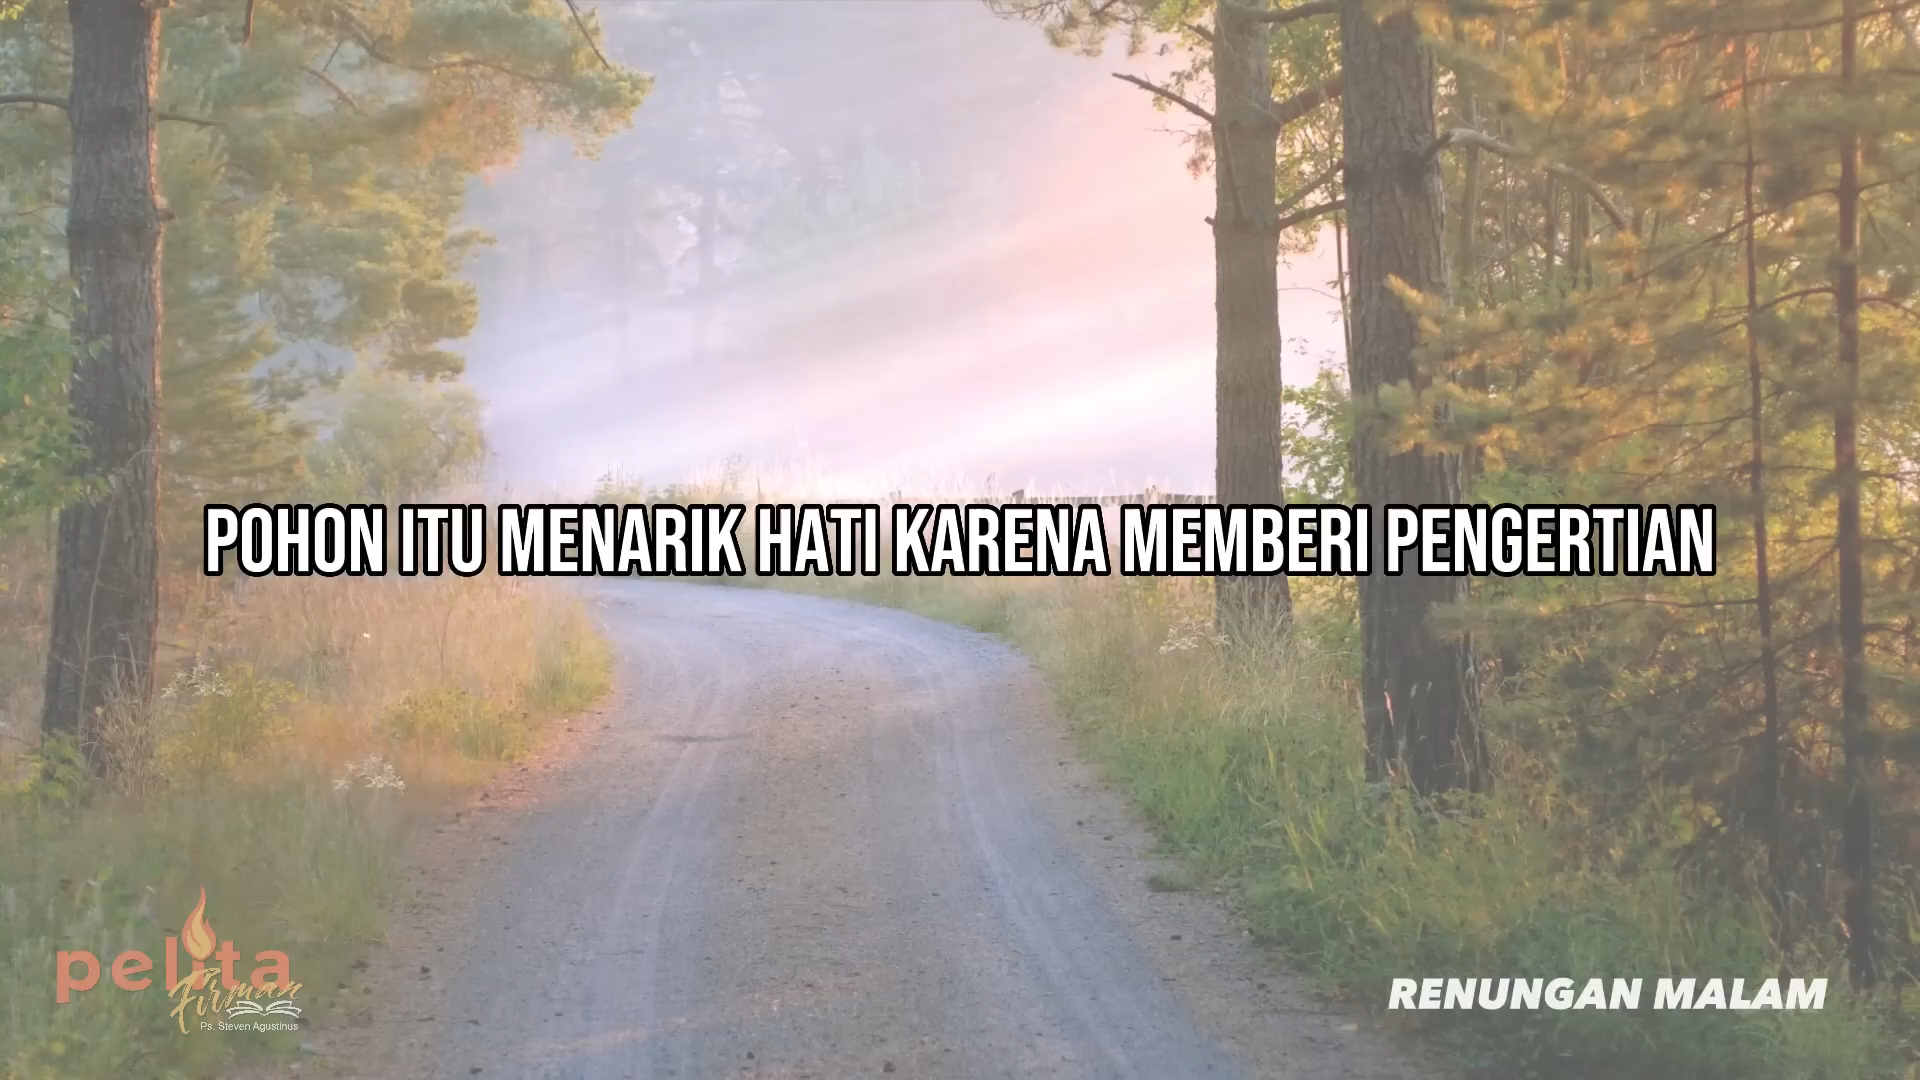 POHON ITU MENARIK HATI KARENA MEMBERI PENGERTIAN
pelita
Firman
Ps. Steven Agustinus
RENUNGAN MALAM